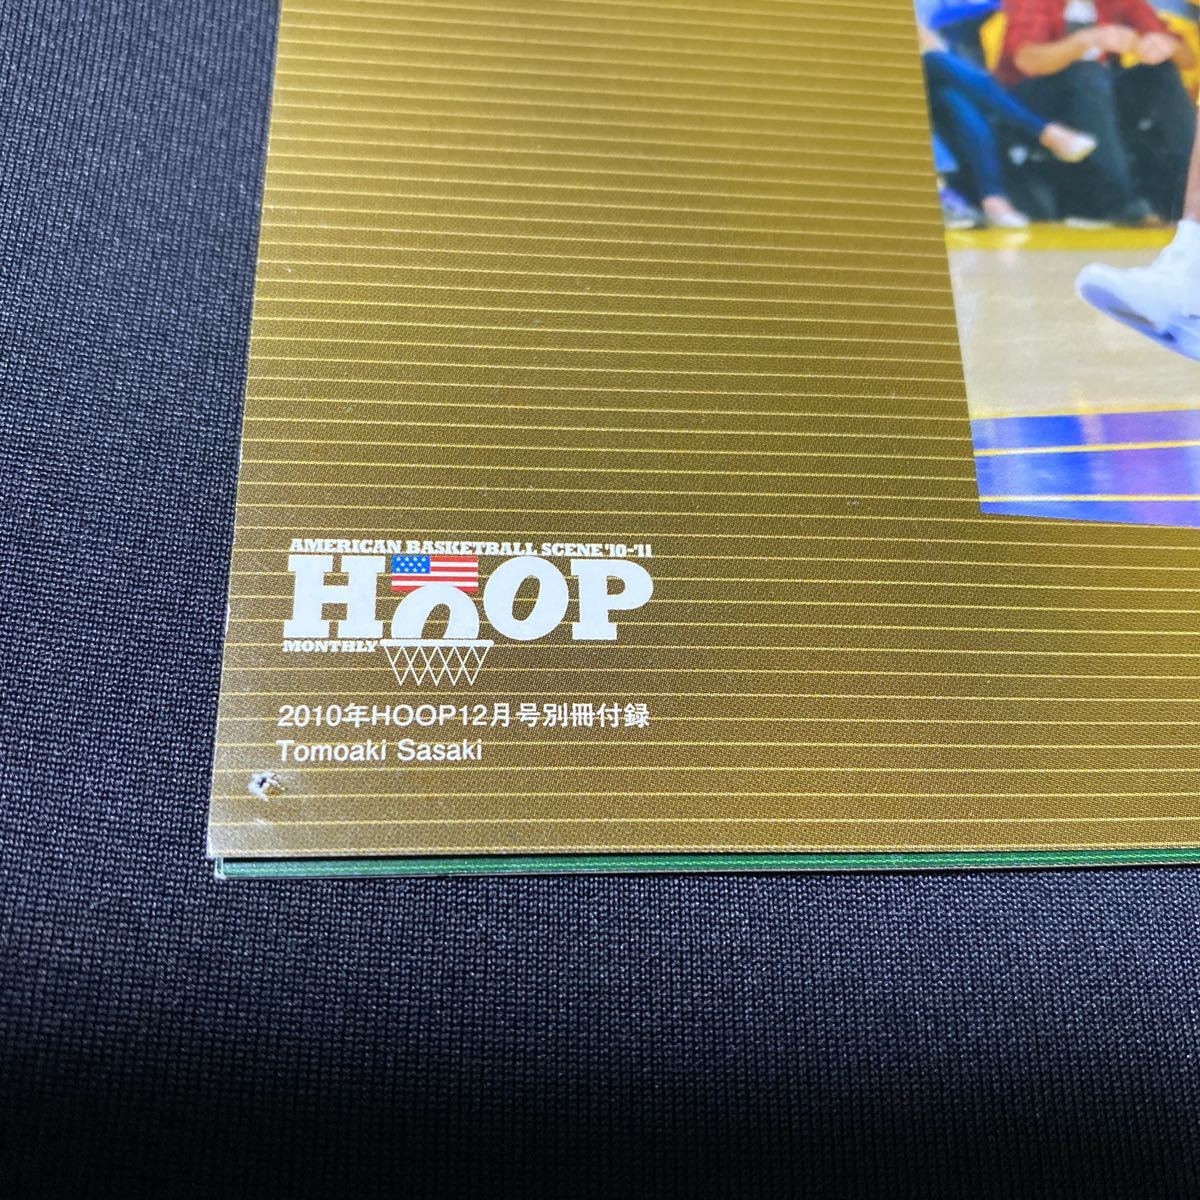 AMERICAN BASKETBALL SCENE '10-'11
HOOP
MONTHLY
2010年HOOP12月号別冊付録
Tomoaki Sasaki